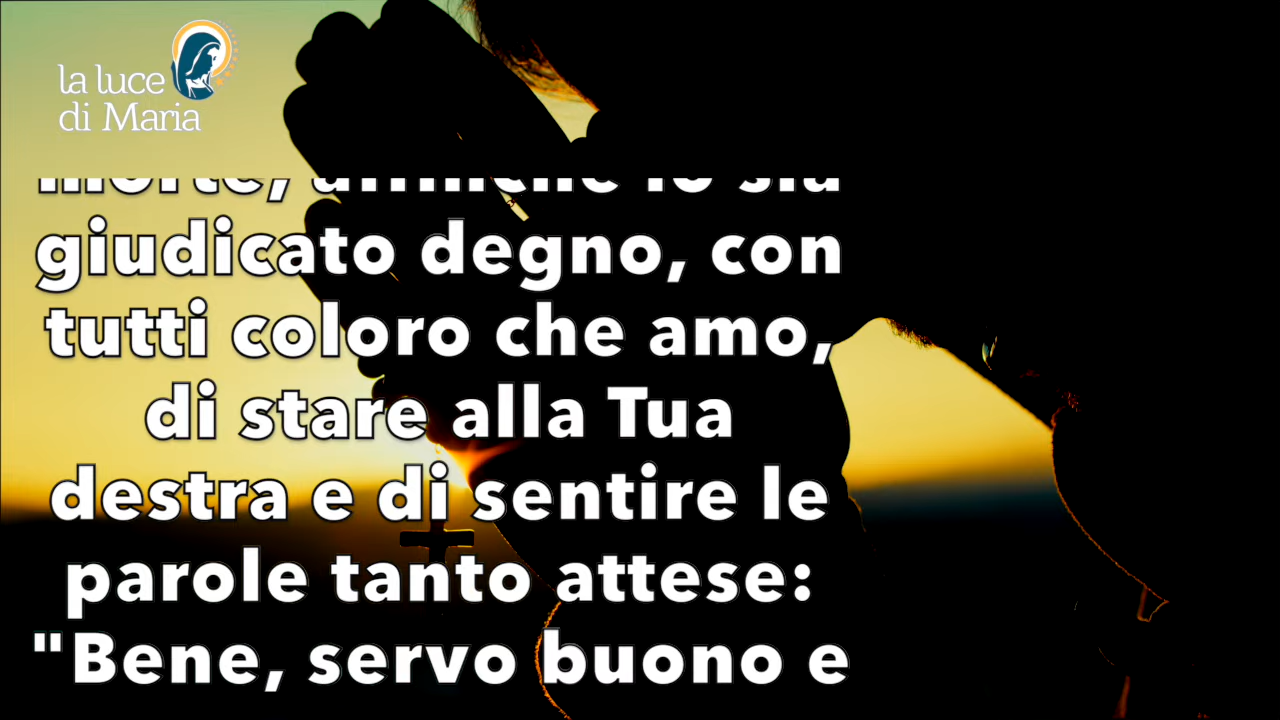 la luce
di Maria
giudicato degno, con
tutti coloro che amo,
di stare alla Tua
destra e di sentire le
parole tanto attese:
"Bene, servo buono e